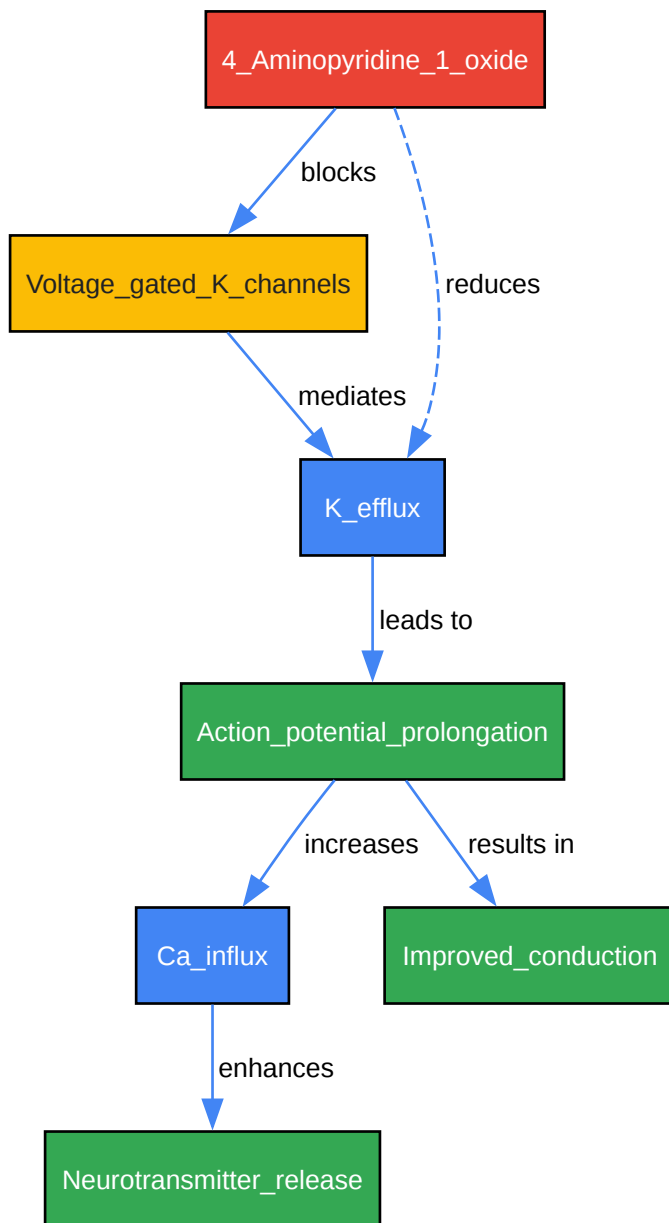 4_Aminopyridine_1_oxide
blocks
Voltage_gated_K_channels
reduces
mediates
K_efflux
leads to
Action_potential_prolongation
increases
results in
Ca_influx
Improved_conduction
enhances
Neurotransmitter_release